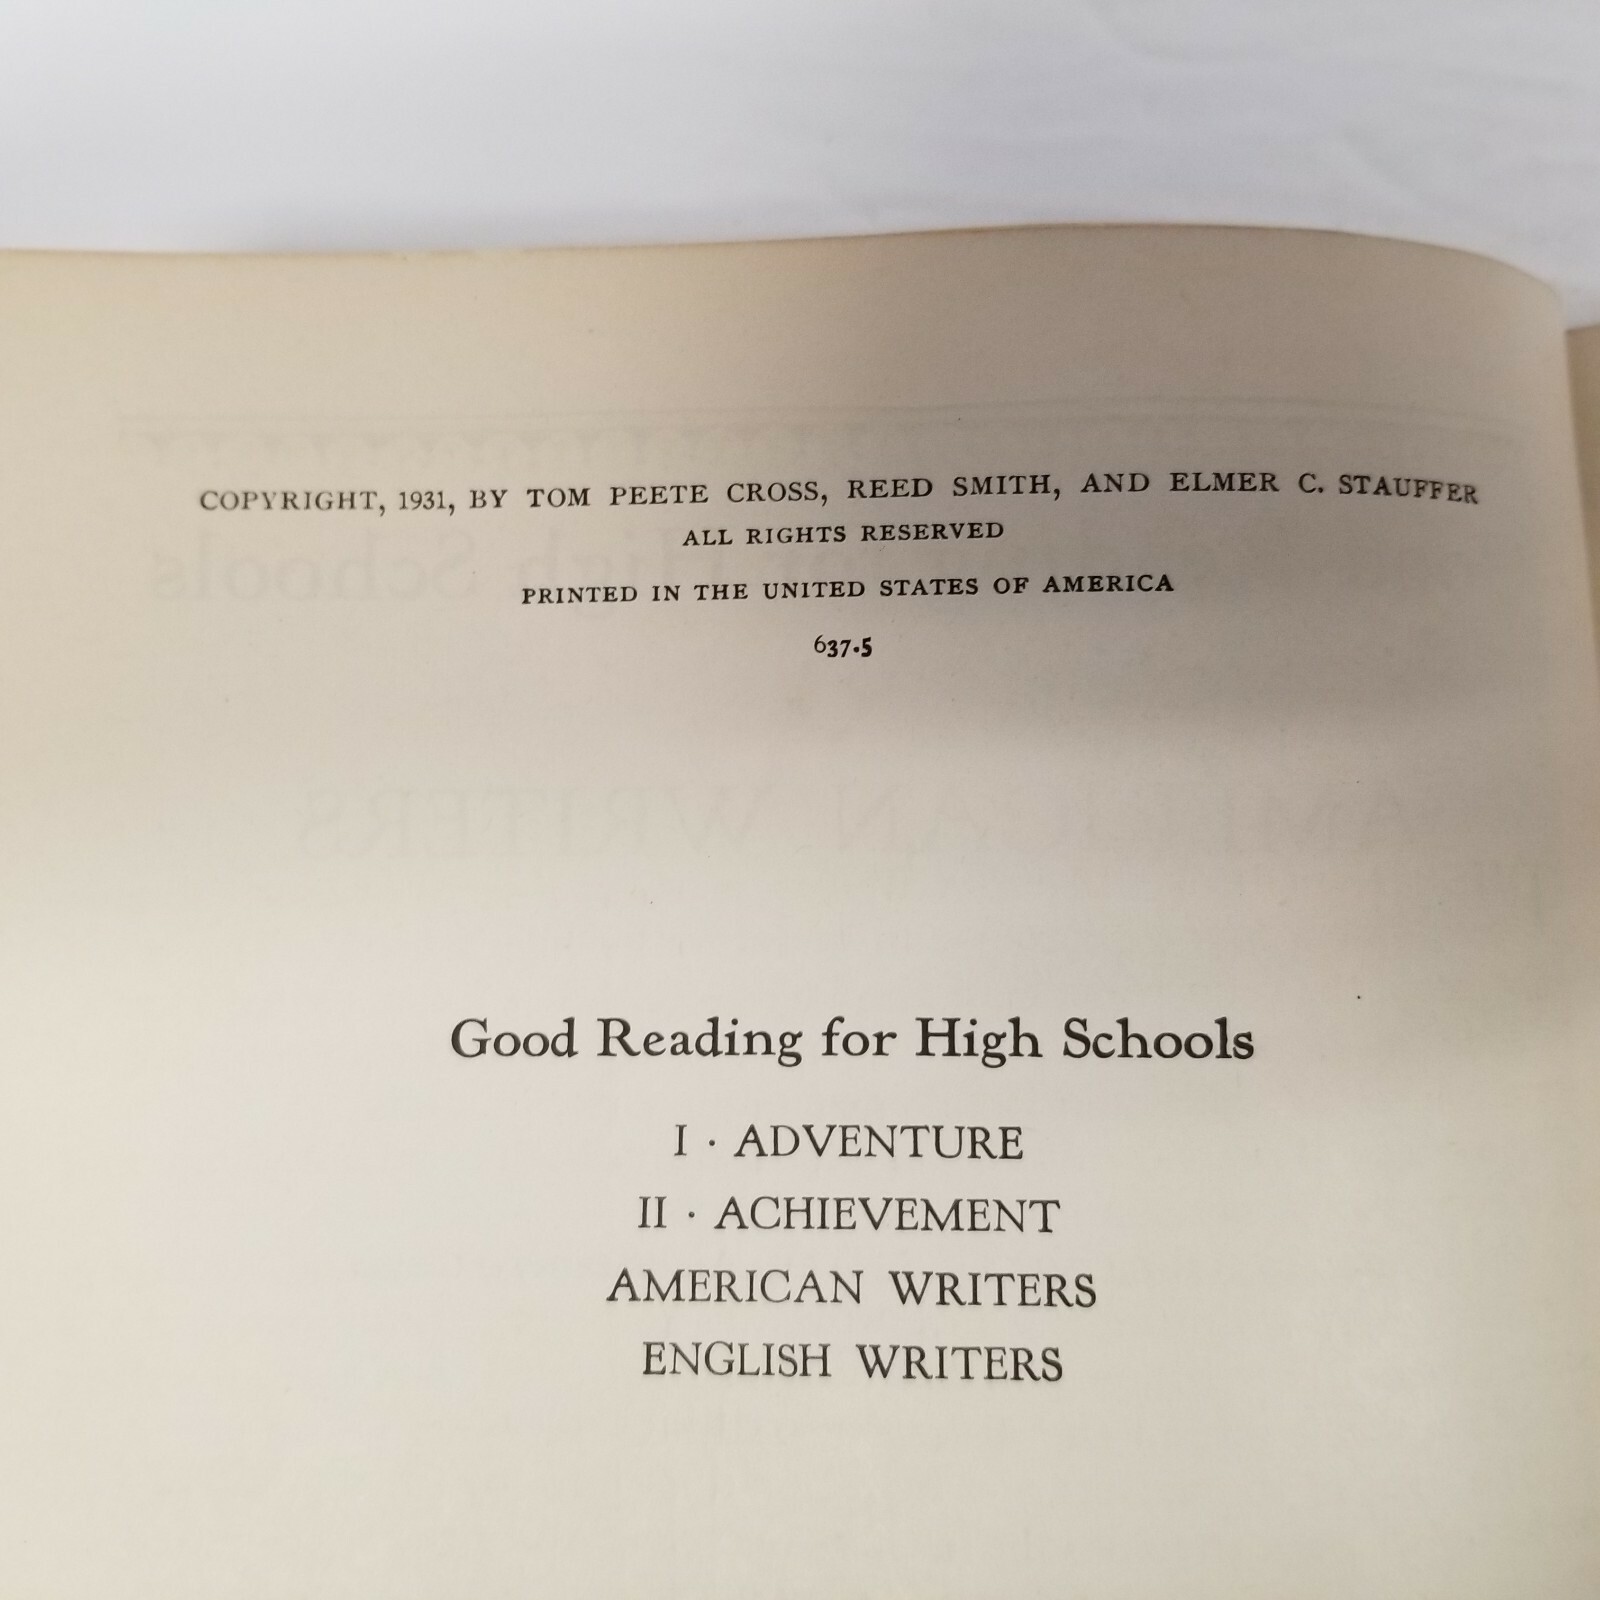 COPYRIGHT, 1931, BY TOM PEETE CROSS, REED SMITH, AND ELMER C. STAUFFER
ALL RIGHTS RESERVED
PRINTED IN THE UNITED STATES OF AMERICA
637.5
Good Reading for High Schools
I · ADVENTURE
II · ACHIEVEMENT
AMERICAN WRITERS
ENGLISH WRITERS